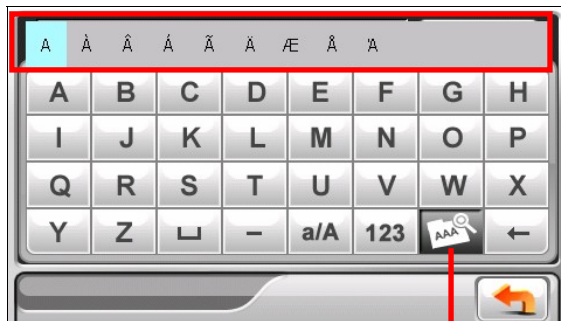 A À Â Á Ã Ä Æ Å Ά
A B C D E F G H
I J K L M N O P
Q R S T U V W X
Y Z ⎵ – a/A 123 AAA ←